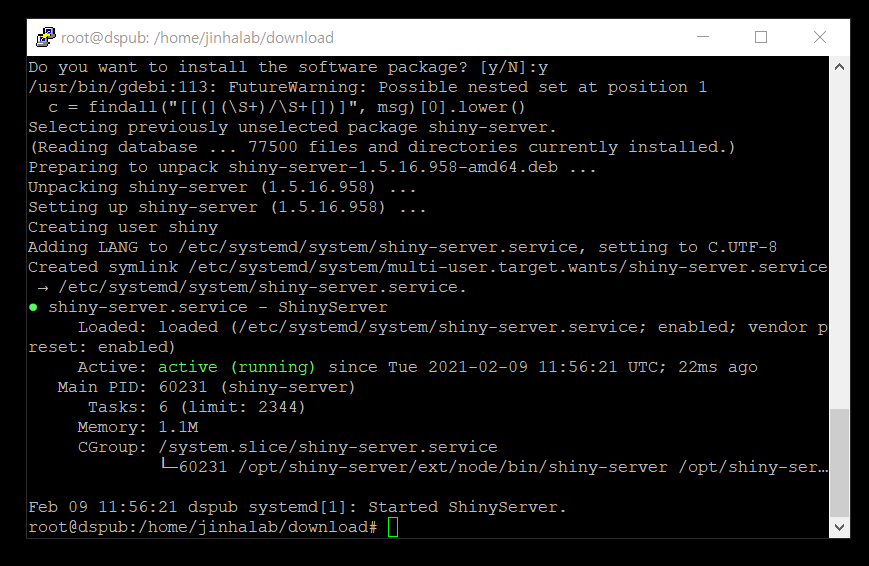 root@dspub: /home/jinhalab/download
Do you want to install the software package? [y/N]:y
/usr/bin/gdebi:113: FutureWarning: Possible nested set at position 1
  c = findall("[[(](\S+)/\S+[])]", msg)[0].lower()
Selecting previously unselected package shiny-server.
(Reading database ... 77500 files and directories currently installed.)
Preparing to unpack shiny-server-1.5.16.958-amd64.deb ...
Unpacking shiny-server (1.5.16.958) ...
Setting up shiny-server (1.5.16.958) ...
Creating user shiny
Adding LANG to /etc/systemd/system/shiny-server.service, setting to C.UTF-8
Created symlink /etc/systemd/system/multi-user.target.wants/shiny-server.service
 → /etc/systemd/system/shiny-server.service.
● shiny-server.service - ShinyServer
     Loaded: loaded (/etc/systemd/system/shiny-server.service; enabled; vendor p
reset: enabled)
     Active: active (running) since Tue 2021-02-09 11:56:21 UTC; 22ms ago
   Main PID: 60231 (shiny-server)
      Tasks: 6 (limit: 2344)
     Memory: 1.1M
     CGroup: /system.slice/shiny-server.service
             └─60231 /opt/shiny-server/ext/node/bin/shiny-server /opt/shiny-ser…
Feb 09 11:56:21 dspub systemd[1]: Started ShinyServer.
root@dspub:/home/jinhalab/download#